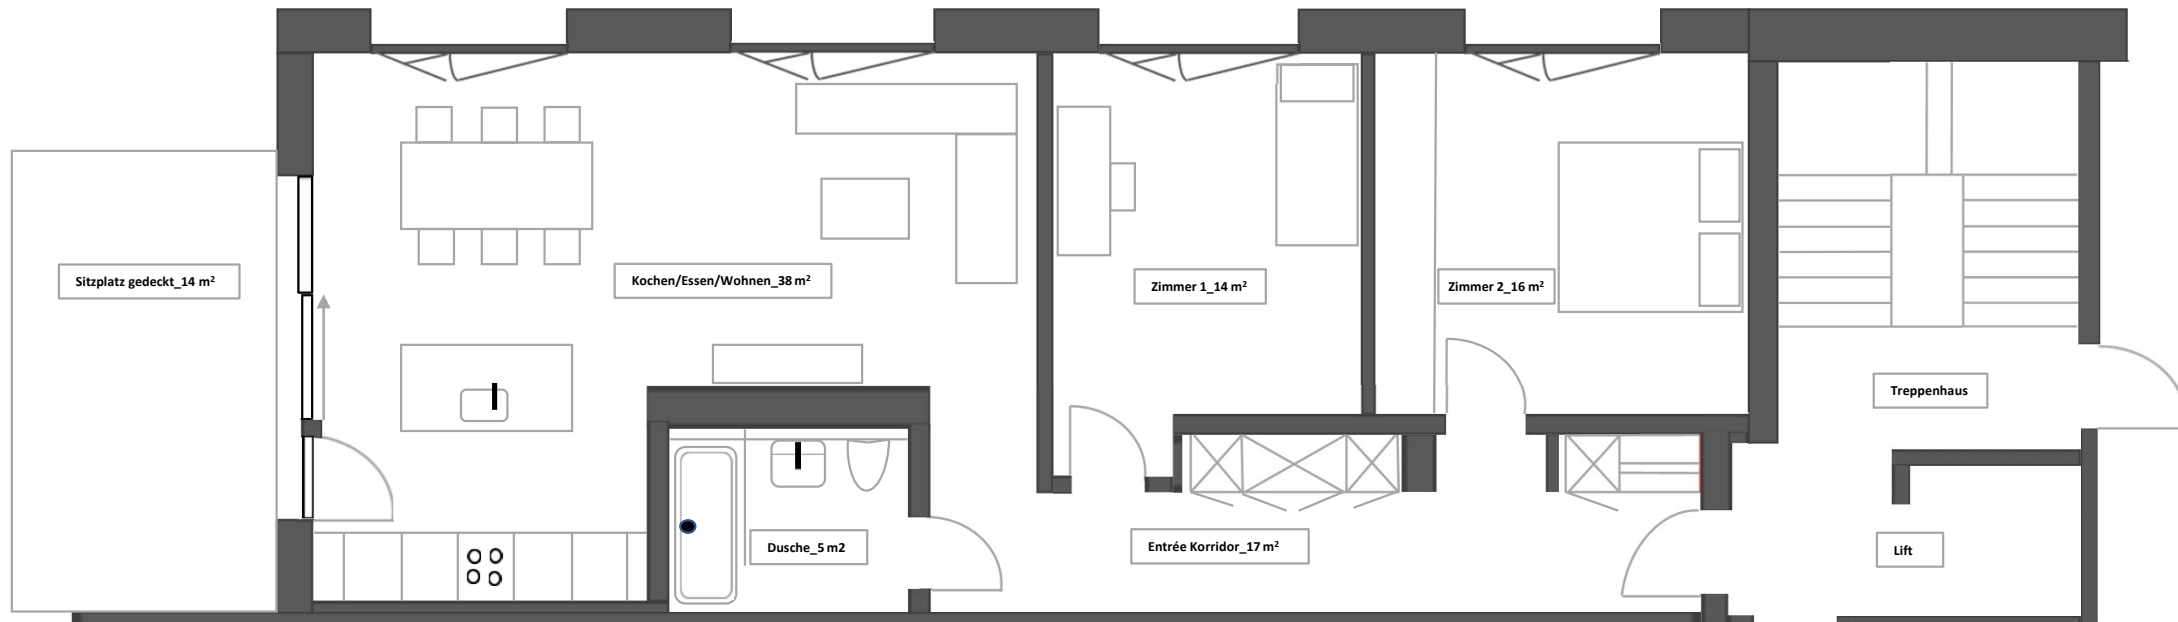 Sitzplatz gedeckt_14 m²
Kochen/Essen/Wohnen_38 m²
Zimmer 1_14 m²
Zimmer 2_16 m²
Treppenhaus
Dusche_5 m2
Entrée Korridor_17 m²
Lift